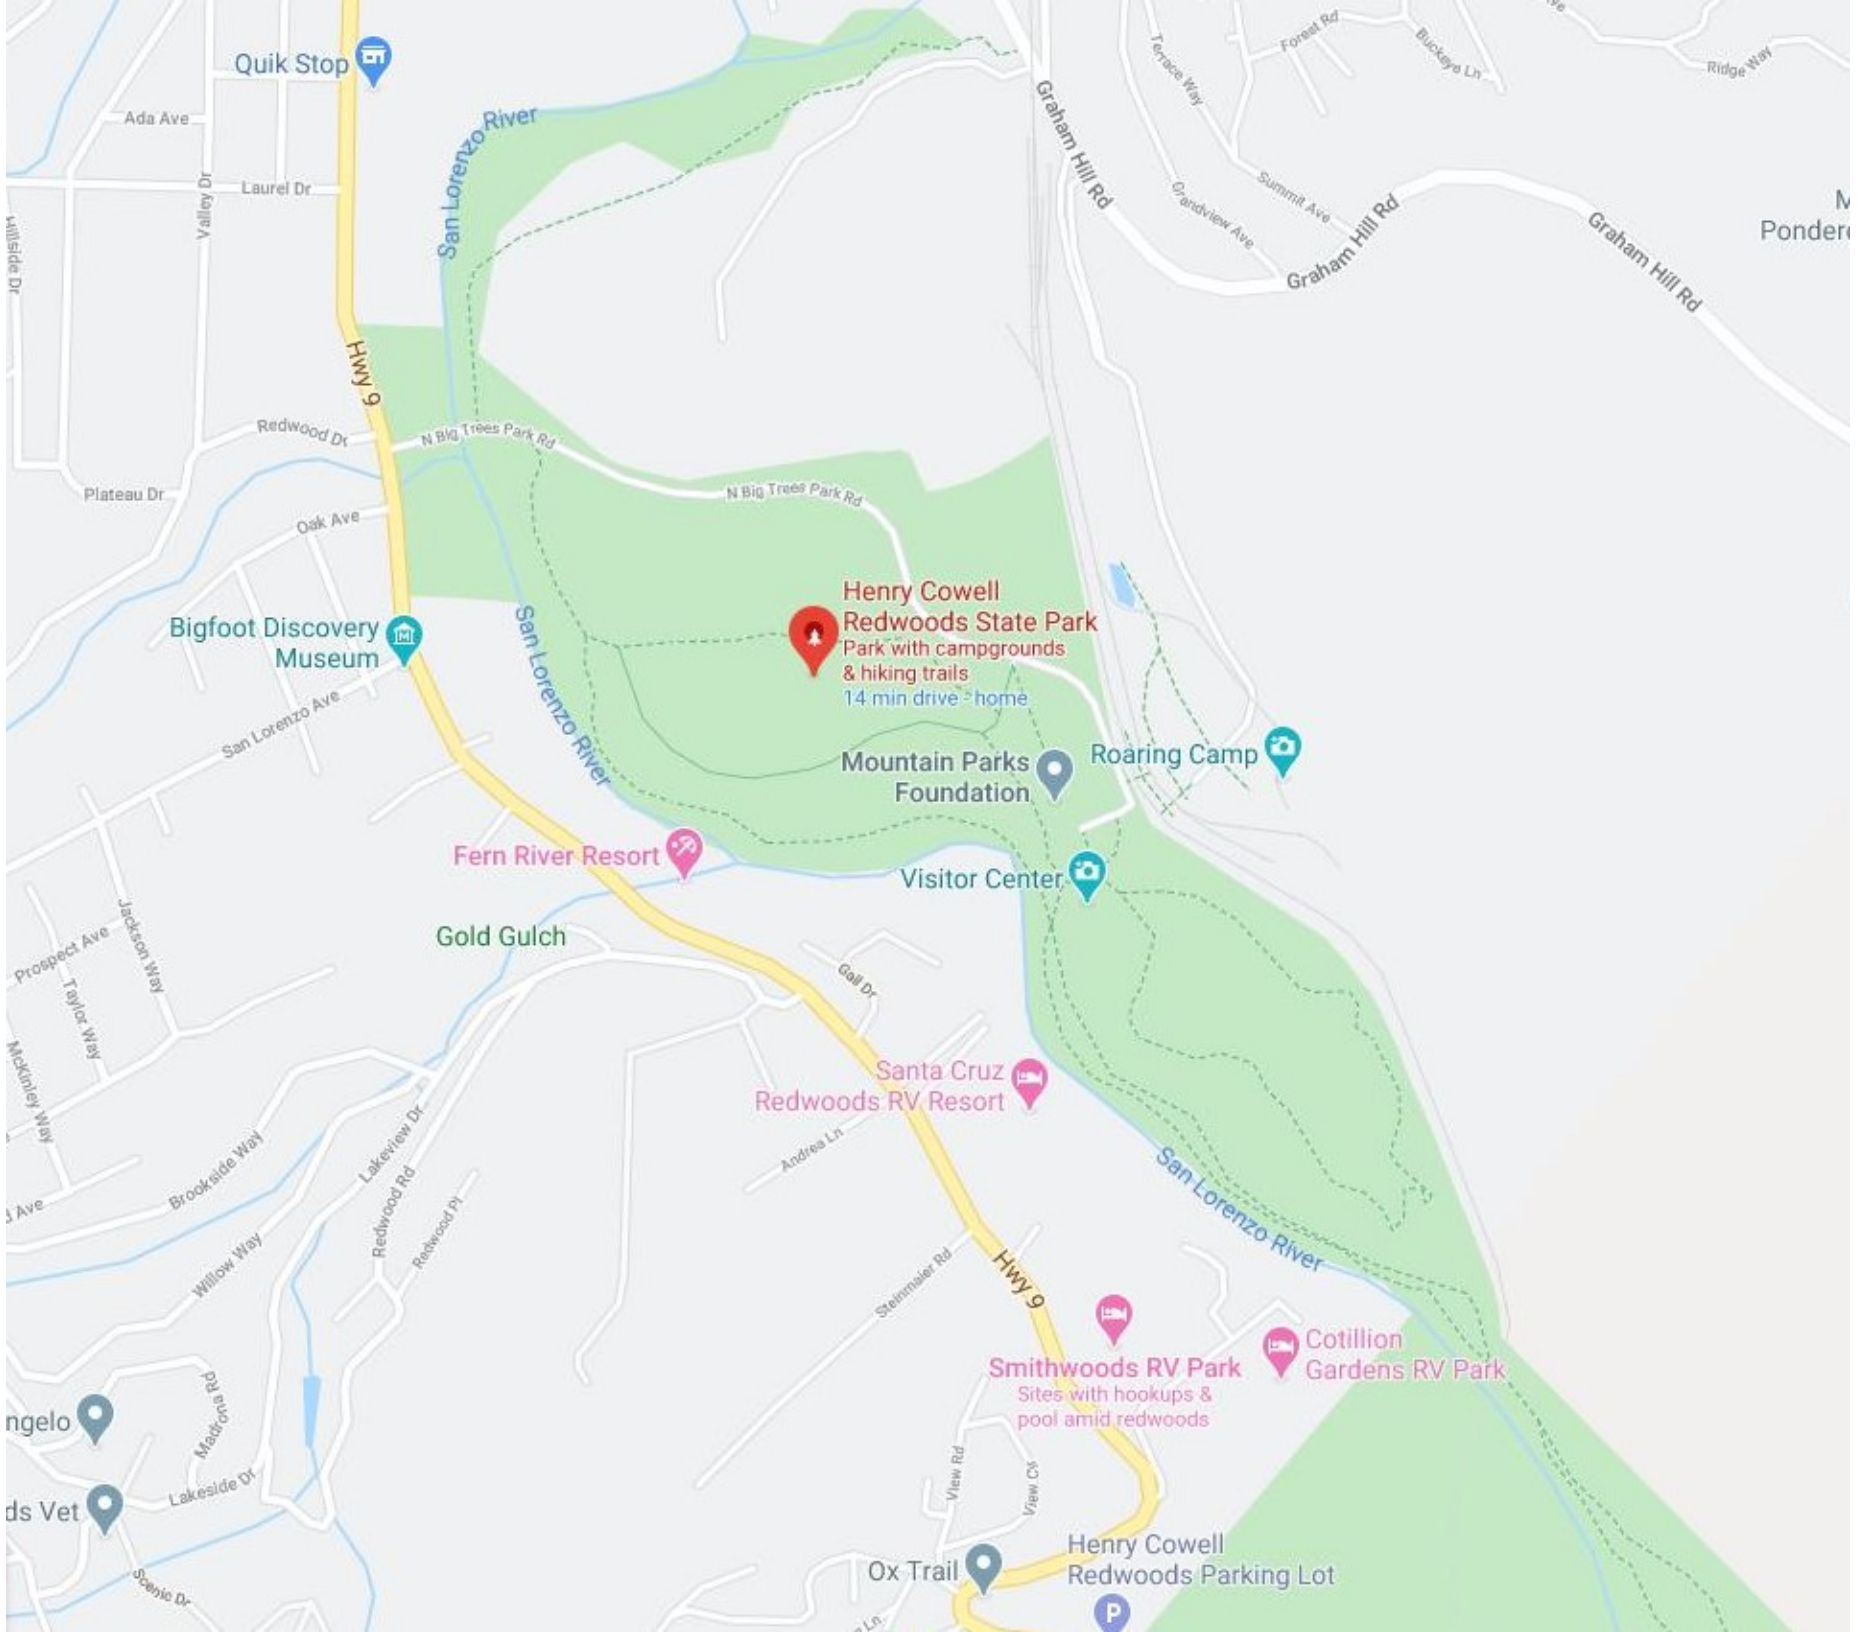 Quik Stop
Ada Ave
Laurel Dr
Valley Dr
Hillside Dr
Hwy 9
San Lorenzo River
Graham Hill Rd
Terrace Way
Forest Rd
Buckeye Ln
Ridge Way
Grandview Ave
Summit Ave
Graham Hill Rd
Graham Hill Rd
Redwood Dr
N Big Trees Park Rd
Plateau Dr
Oak Ave
N Big Trees Park Rd
Henry Cowell
Redwoods State Park
Park with campgrounds
& hiking trails
14 min drive - home
Bigfoot Discovery
Museum
San Lorenzo River
San Lorenzo Ave
Mountain Parks
Foundation
Roaring Camp
Fern River Resort
Visitor Center
Gold Gulch
Jackson Way
Prospect Ave
Taylor Way
McKinley Way
Gail Dr
Santa Cruz
Redwoods RV Resort
Andrea Ln
Brookside Way
Lakeview Dr
Redwood Rd
Redwood Pl
Willow Way
Ave
San Lorenzo River
Steinmaier Rd
Hwy 9
Smithwoods RV Park
Sites with hookups &
pool amid redwoods
Cotillion
Gardens RV Park
Madrona Rd
Lakeside Dr
View Rd
Scenic Dr
Ox Trail
Henry Cowell
Redwoods Parking Lot
P
Vet
Ln